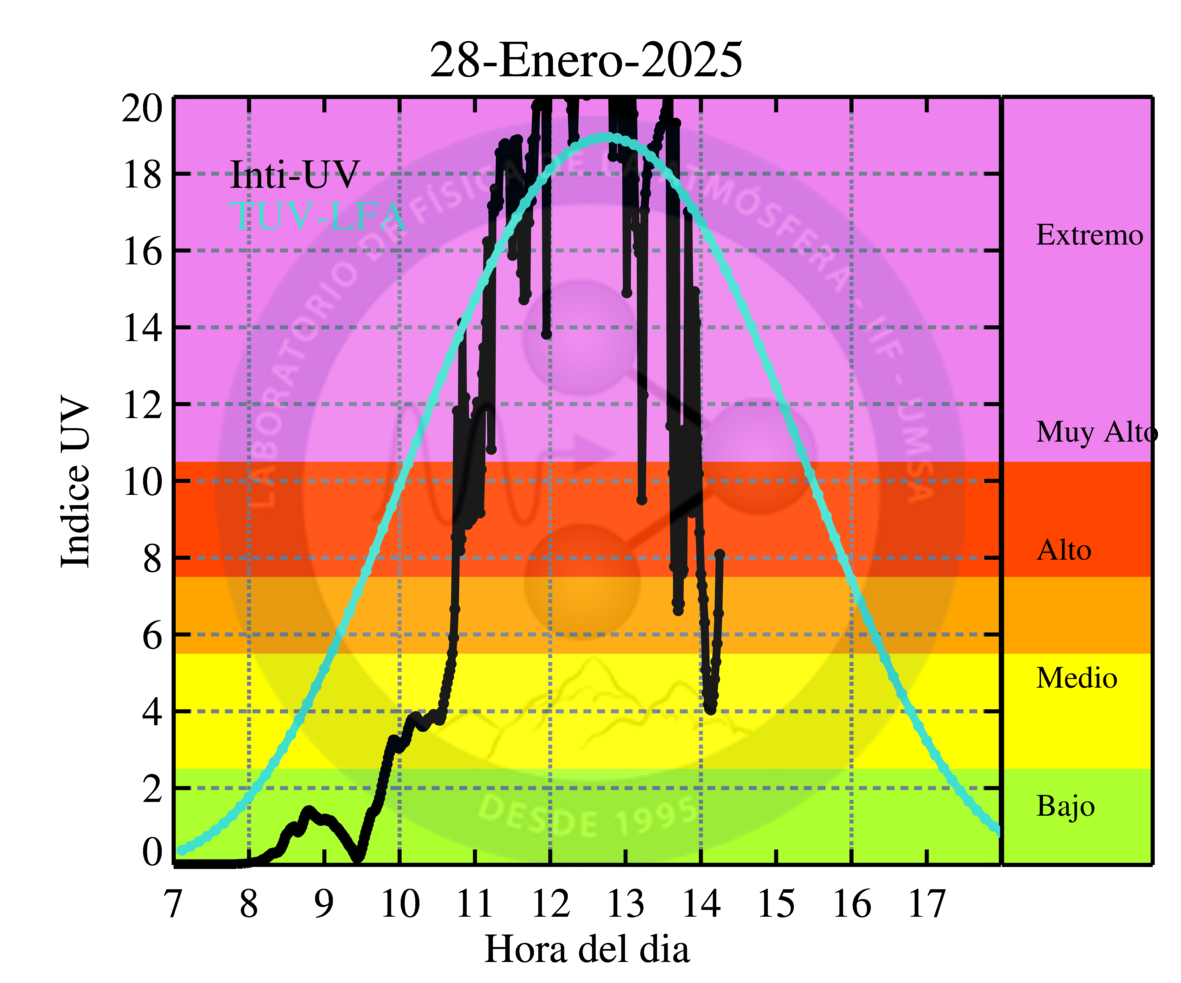 28-Enero-2025
20
18
16
14
12
10
8
6
4
2
0
Indice UV
Inti-UV
TUV-LFA
LABORATORIO DE FÍSICA DE LA ATMÓSFERA - IIF - UMSA
DESDE 1995
Extremo
Muy Alto
Alto
Medio
Bajo
7 8 9 10 11 12 13 14 15 16 17
Hora del dia